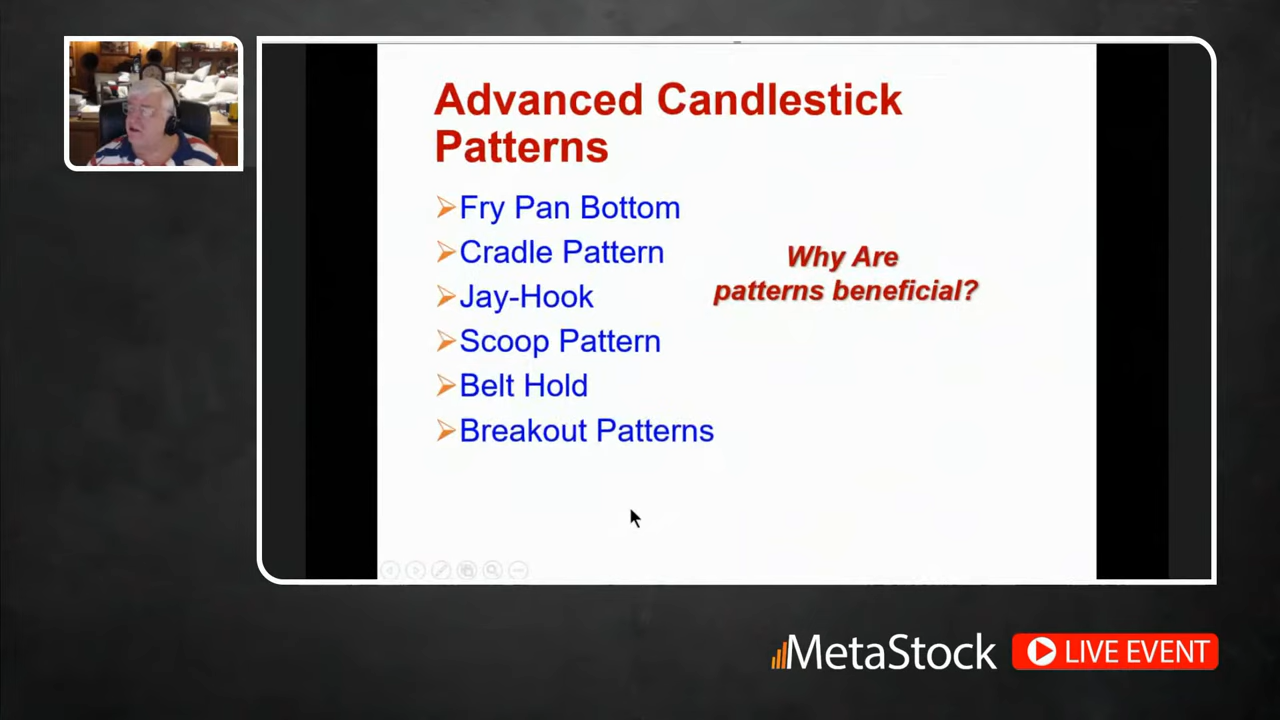 Advanced Candlestick
Patterns
Fry Pan Bottom
Cradle Pattern
Jay-Hook
Scoop Pattern
Belt Hold
Breakout Patterns
Why Are
patterns beneficial?
MetaStock
LIVE EVENT